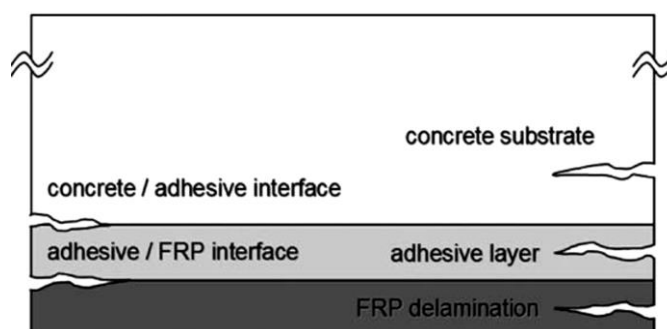 concrete substrate
concrete / adhesive interface
adhesive / FRP interface
adhesive layer
FRP delamination